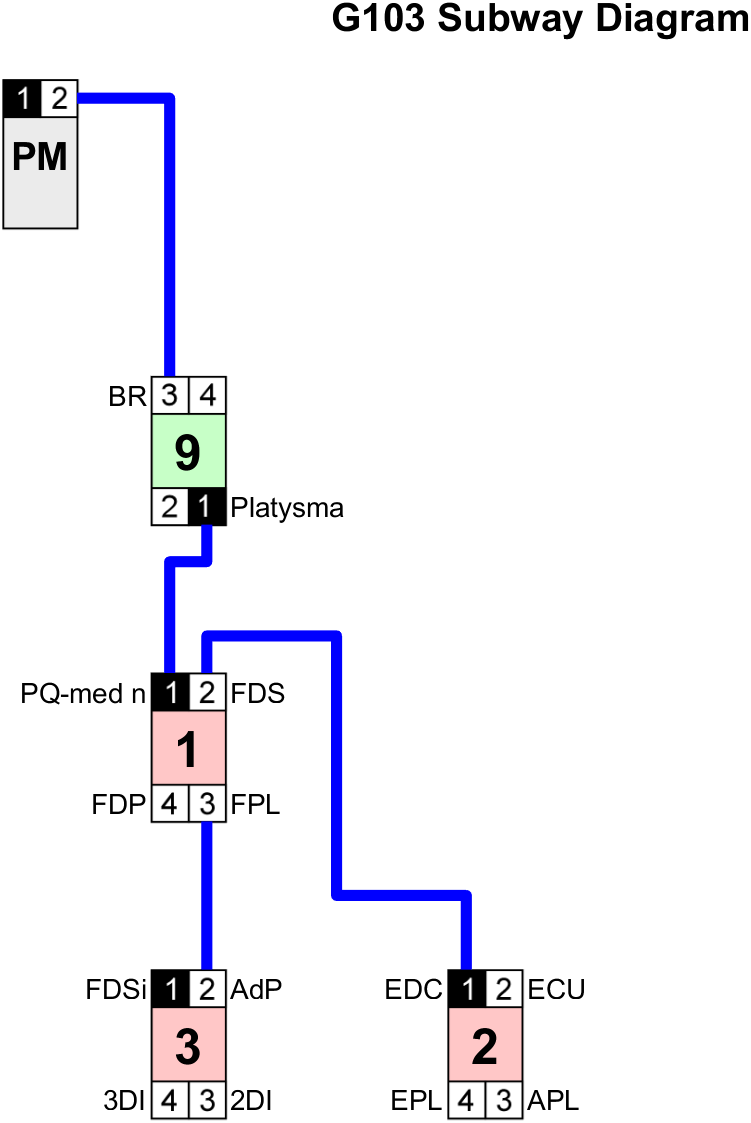 G103 Subway Diagram
1 2
PM
BR 3 4
9
2 1 Platysma
PQ-med n 1 2 FDS
1
FDP 4 3 FPL
FDSi 1 2 AdP
3
3DI 4 3 2DI
EDC 1 2 ECU
2
EPL 4 3 APL